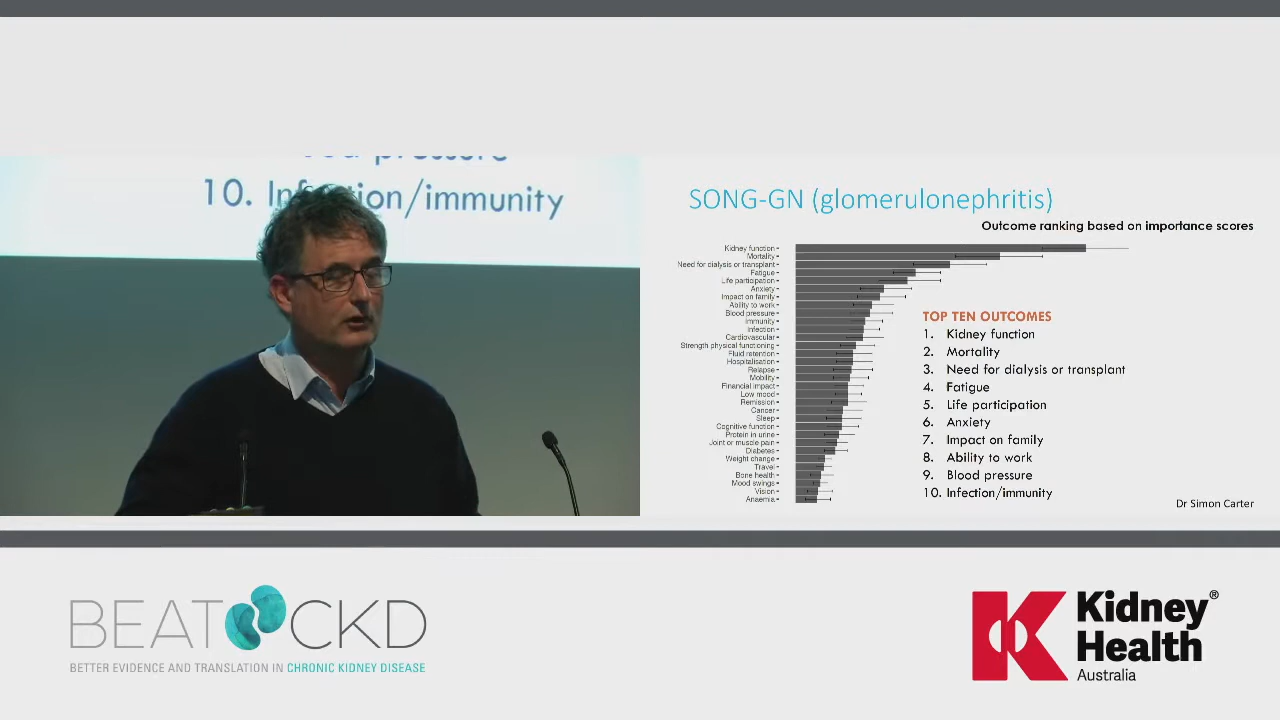 10. Infection/immunity
SONG-GN (glomerulonephritis)
Outcome ranking based on importance scores
Kidney function
Mortality
Need for dialysis or transplant
Fatigue
Life participation
Anxiety
Impact on family
Ability to work
Blood pressure
Immunity
Infection
Cardiovascular
Strength physical functioning
Fluid retention
Hospitalisation
Relapse
Mobility
Financial impact
Low mood
Remission
Cancer
Sleep
Cognitive function
Protein in urine
Joint or muscle pain
Diabetes
Weight change
Travel
Bone health
Mood swings
Vision
Anaemia
TOP TEN OUTCOMES
1. Kidney function
2. Mortality
3. Need for dialysis or transplant
4. Fatigue
5. Life participation
6. Anxiety
7. Impact on family
8. Ability to work
9. Blood pressure
10. Infection/immunity
Dr Simon Carter
BEAT CKD
BETTER EVIDENCE AND TRANSLATION IN CHRONIC KIDNEY DISEASE
Kidney
Health
Australia